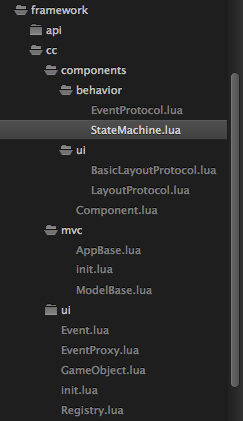 framework
api
cc
components
behavior
EventProtocol.lua
StateMachine.lua
ui
BasicLayoutProtocol.lua
LayoutProtocol.lua
Component.lua
mvc
AppBase.lua
init.lua
ModelBase.lua
ui
Event.lua
EventProxy.lua
GameObject.lua
init.lua
Registry.lua